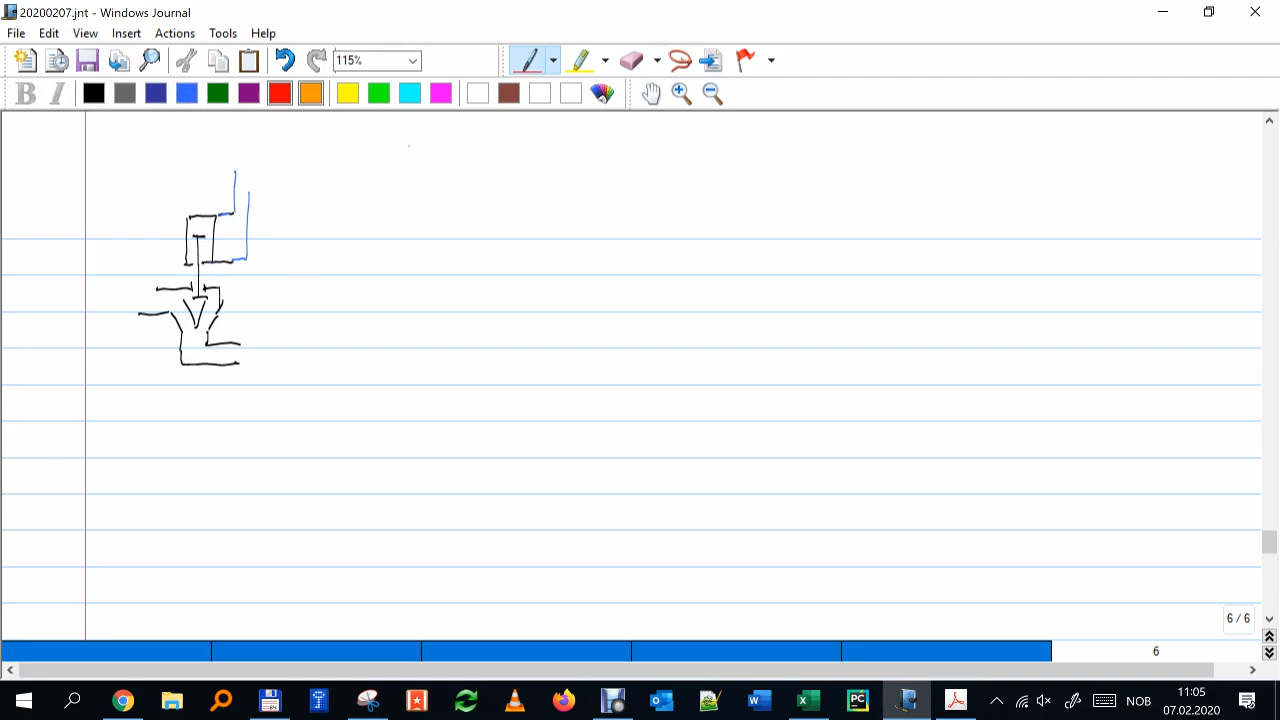 20200207.jnt - Windows Journal
File Edit View Insert Actions Tools Help
115%
B I
6 / 6
6
NOB
11:05
07.02.2020